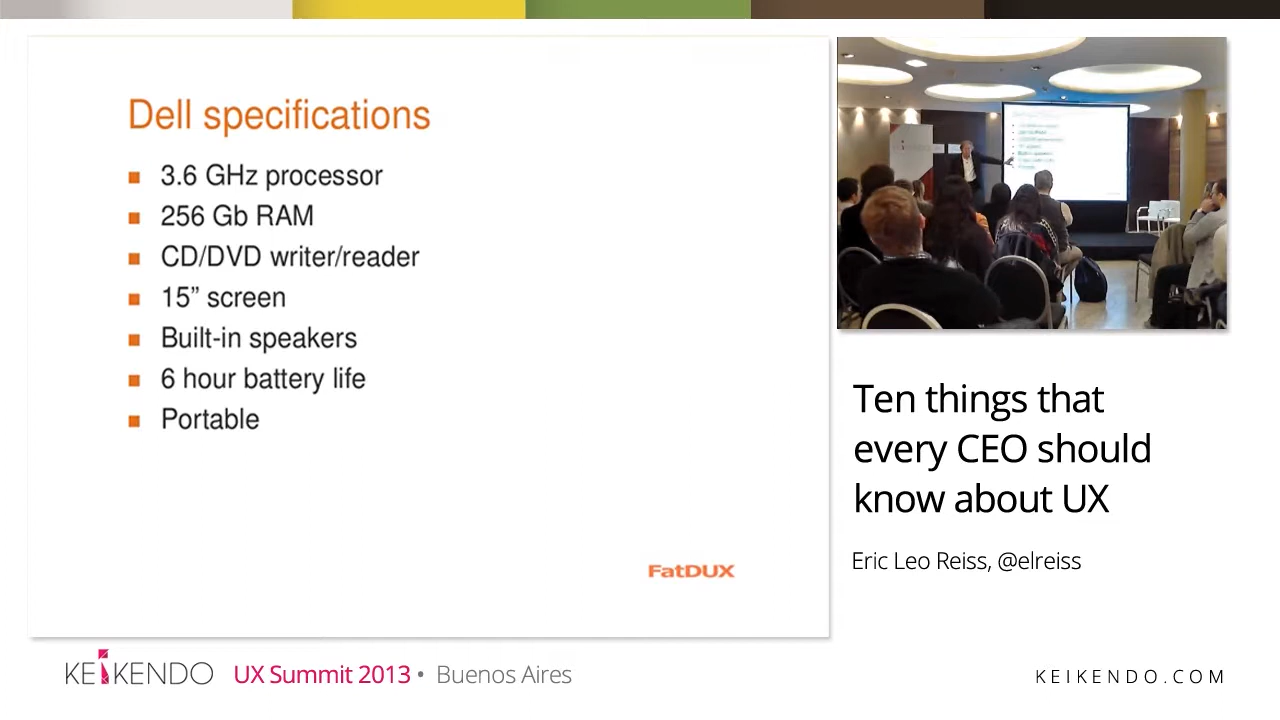 Dell specifications
3.6 GHz processor
256 Gb RAM
CD/DVD writer/reader
15” screen
Built-in speakers
6 hour battery life
Portable
FatDUX
Ten things that
every CEO should
know about UX
Eric Leo Reiss, @elreiss
KEIKENDO UX Summit 2013 • Buenos Aires
KEIKENDO.COM